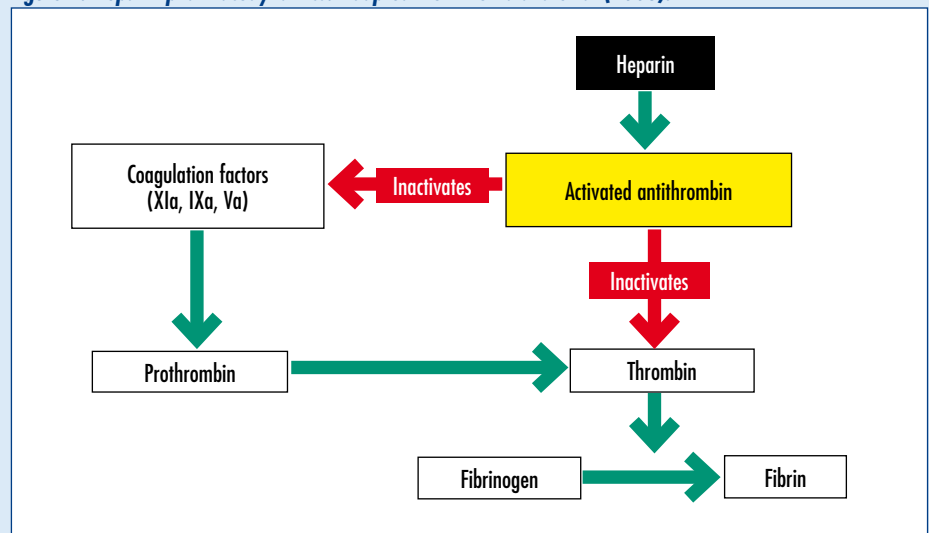 Heparin
Coagulation factors
(XIa, IXa, Va)
Inactivates
Activated antithrombin
Inactivates
Prothrombin
Thrombin
Fibrinogen
Fibrin